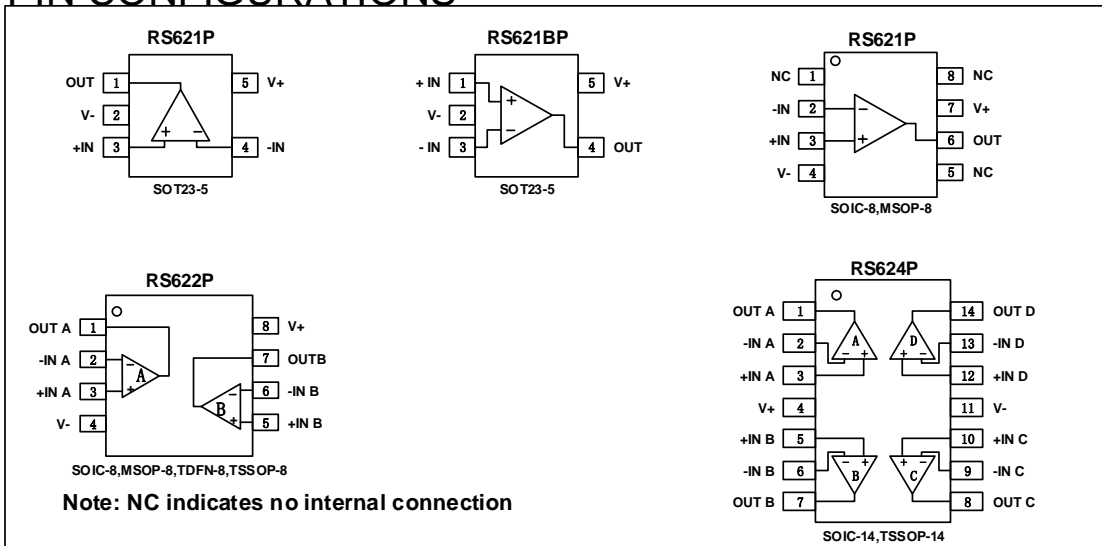 PIN CONFIGURATIONS
RS621P
OUT 1 5 V+
V- 2
+IN 3 4 -IN
+ -
SOT23-5
RS621BP
+ IN 1 5 V+
+
V- 2
-
- IN 3 4 OUT
SOT23-5
RS621P
NC 1 8 NC
-IN 2 - 7 V+
+IN 3 + 6 OUT
V- 4 5 NC
SOIC-8,MSOP-8
RS622P
OUT A 1 8 V+
-IN A 2 - 7 OUTB
A
+IN A 3 + - 6 -IN B
B
V- 4 + 5 +IN B
SOIC-8,MSOP-8,TDFN-8,TSSOP-8
Note: NC indicates no internal connection
RS624P
OUT A 1 14 OUT D
-IN A 2 A D 13 -IN D
- + + -
+IN A 3 12 +IN D
V+ 4 11 V-
+IN B 5 10 +IN C
- + + -
-IN B 6 B C 9 -IN C
OUT B 7 8 OUT C
SOIC-14,TSSOP-14